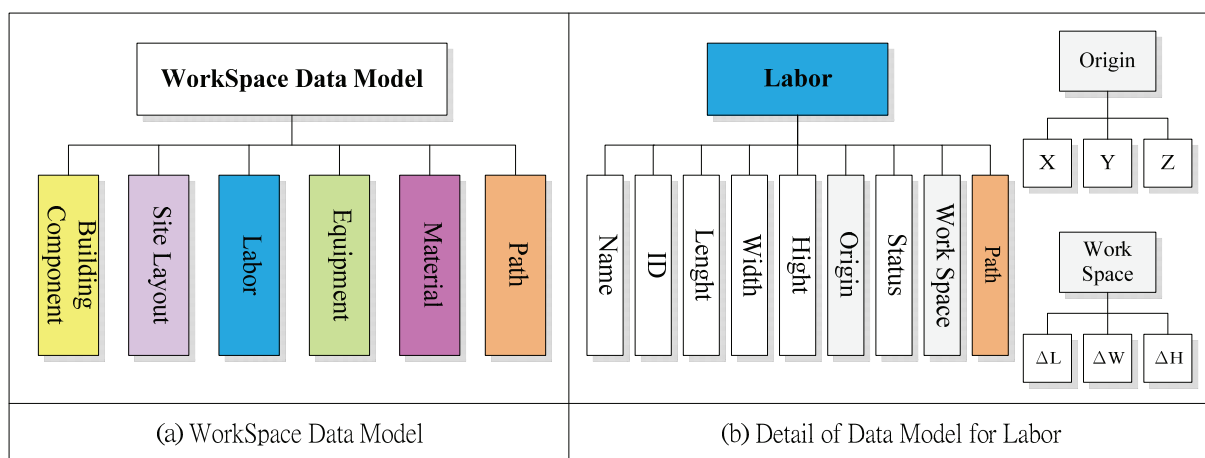 WorkSpace Data Model
Building
Component
Site Layout
Labor
Equipment
Material
Path
(a) WorkSpace Data Model
Labor
Name
ID
Lenght
Width
Hight
Origin
Status
Work Space
Path
Origin
X Y Z
Work
Space
ΔL ΔW ΔH
(b) Detail of Data Model for Labor